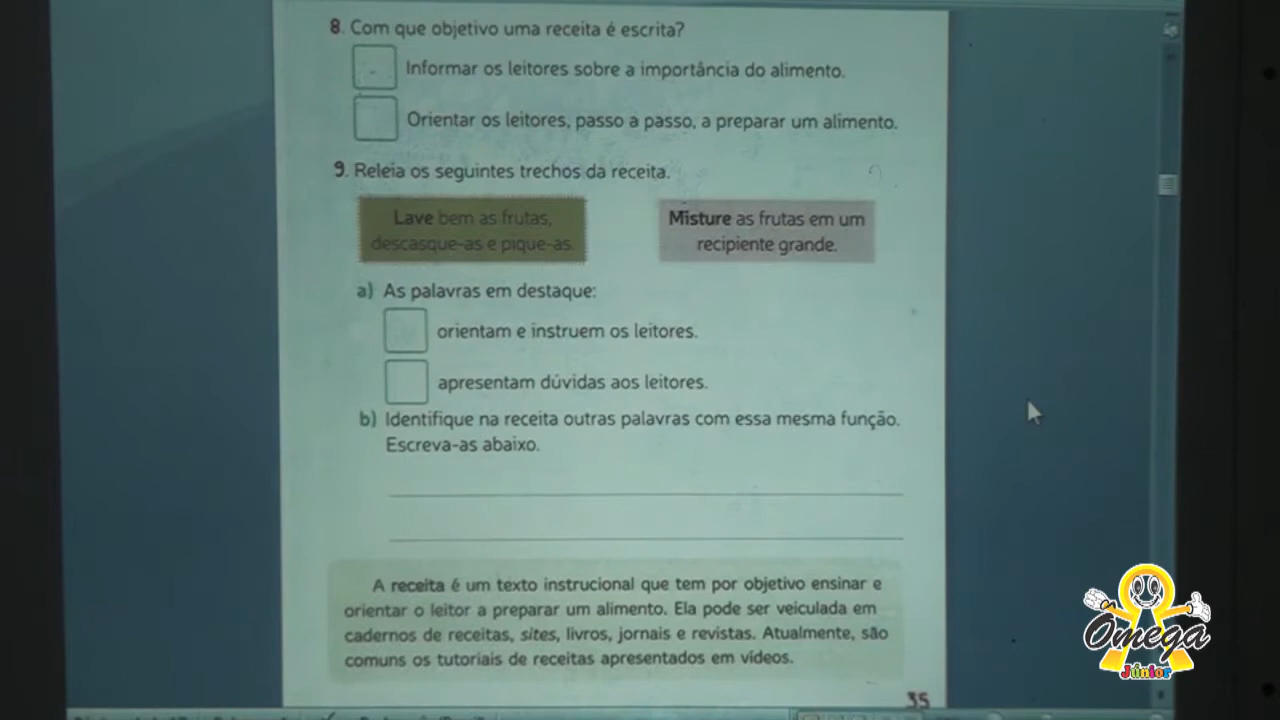 8. Com que objetivo uma receita é escrita?
Informar os leitores sobre a importância do alimento.
Orientar os leitores, passo a passo, a preparar um alimento.
9. Releia os seguintes trechos da receita.
Lave bem as frutas,
descasque-as e pique-as.
Misture as frutas em um
recipiente grande.
a) As palavras em destaque:
orientam e instruem os leitores.
apresentam dúvidas aos leitores.
b) Identifique na receita outras palavras com essa mesma função.
Escreva-as abaixo.
A receita é um texto instrucional que tem por objetivo ensinar e
orientar o leitor a preparar um alimento. Ela pode ser veiculada em
cadernos de receitas, sites, livros, jornais e revistas. Atualmente, são
comuns os tutoriais de receitas apresentados em vídeos.
35
Omega
Júnior